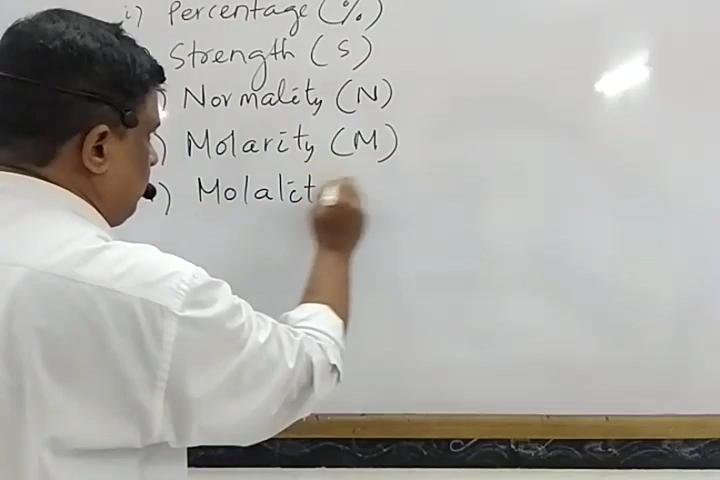 i) Percentage (%)
Strength (S)
) Normality (N)
) Molarity (M)
) Molalit